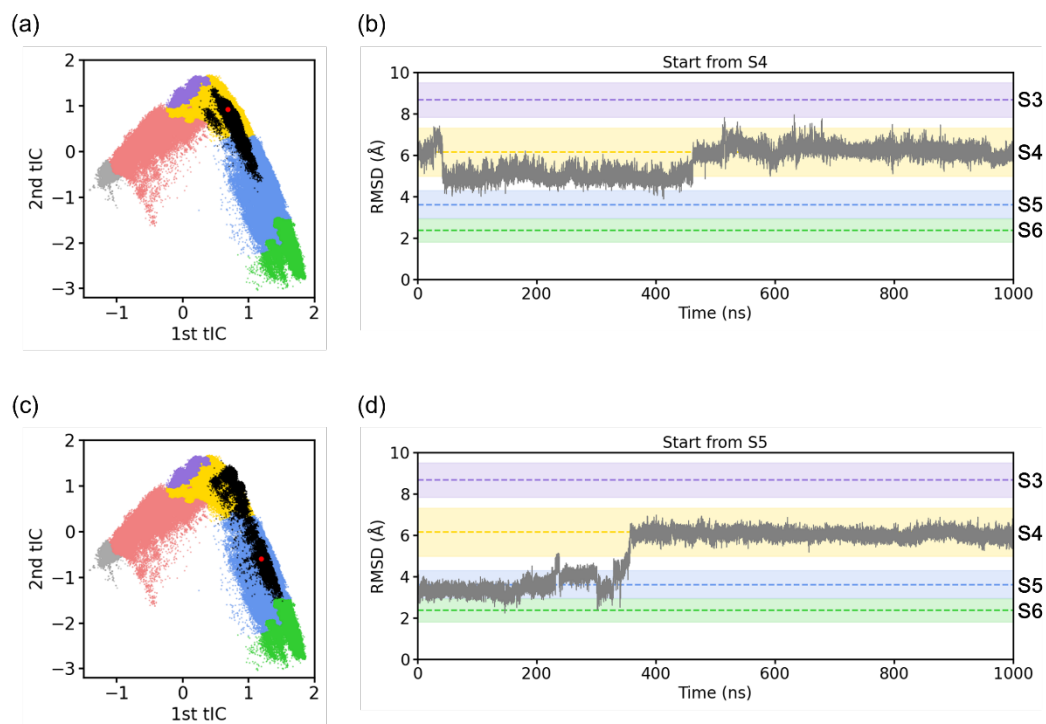 (a)
2
1
0
−1
−2
−3
2nd tIC
−1
0
1
2
1st tIC
(b)
Start from S4
10
8
6
4
2
0
RMSD (Å)
S3
S4
S5
S6
0
200
400
600
800
1000
Time (ns)
(c)
2
1
0
−1
−2
−3
2nd tIC
−1
0
1
2
1st tIC
(d)
Start from S5
10
8
6
4
2
0
RMSD (Å)
S3
S4
S5
S6
0
200
400
600
800
1000
Time (ns)